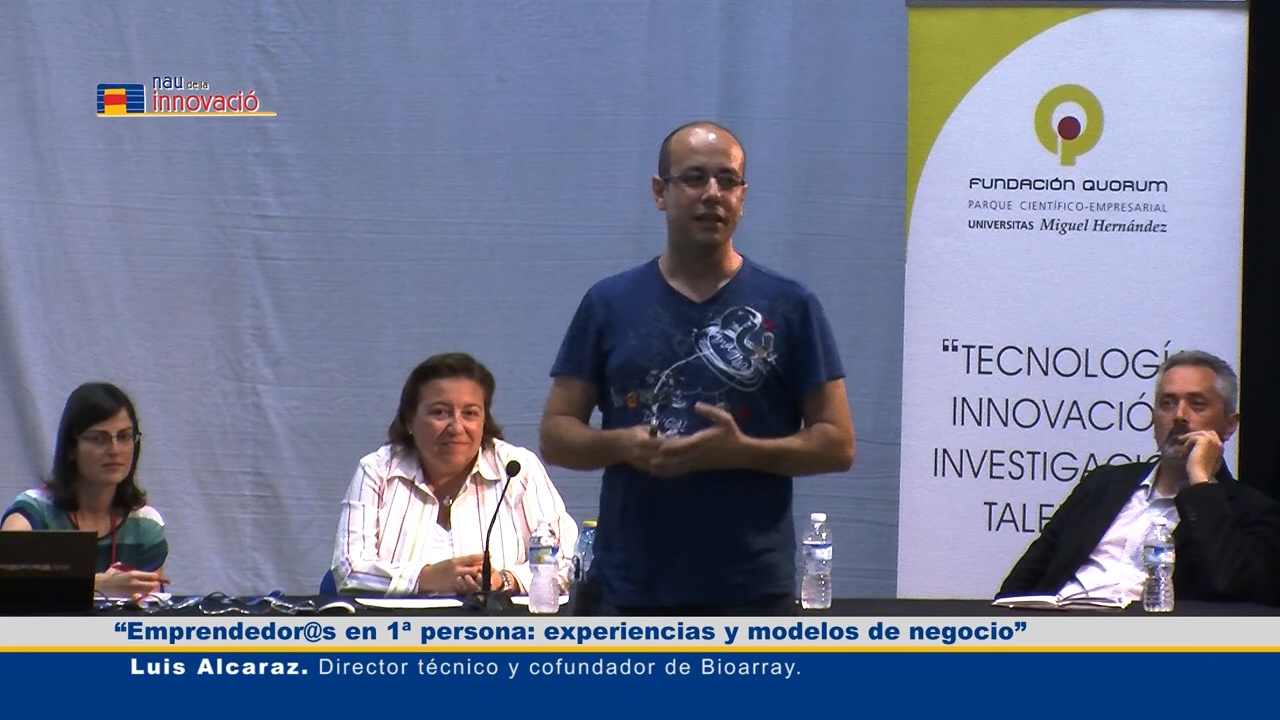 nau de la
innovació
FUNDACIÓN QUORUM
PARQUE CIENTÍFICO-EMPRESARIAL
UNIVERSITAS Miguel Hernández
“TECNOLOGÍ
INNOVACIÓ
INVESTIGACIÓ
TALE
“Emprendedor@s en 1ª persona: experiencias y modelos de negocio”
Luis Alcaraz. Director técnico y cofundador de Bioarray.